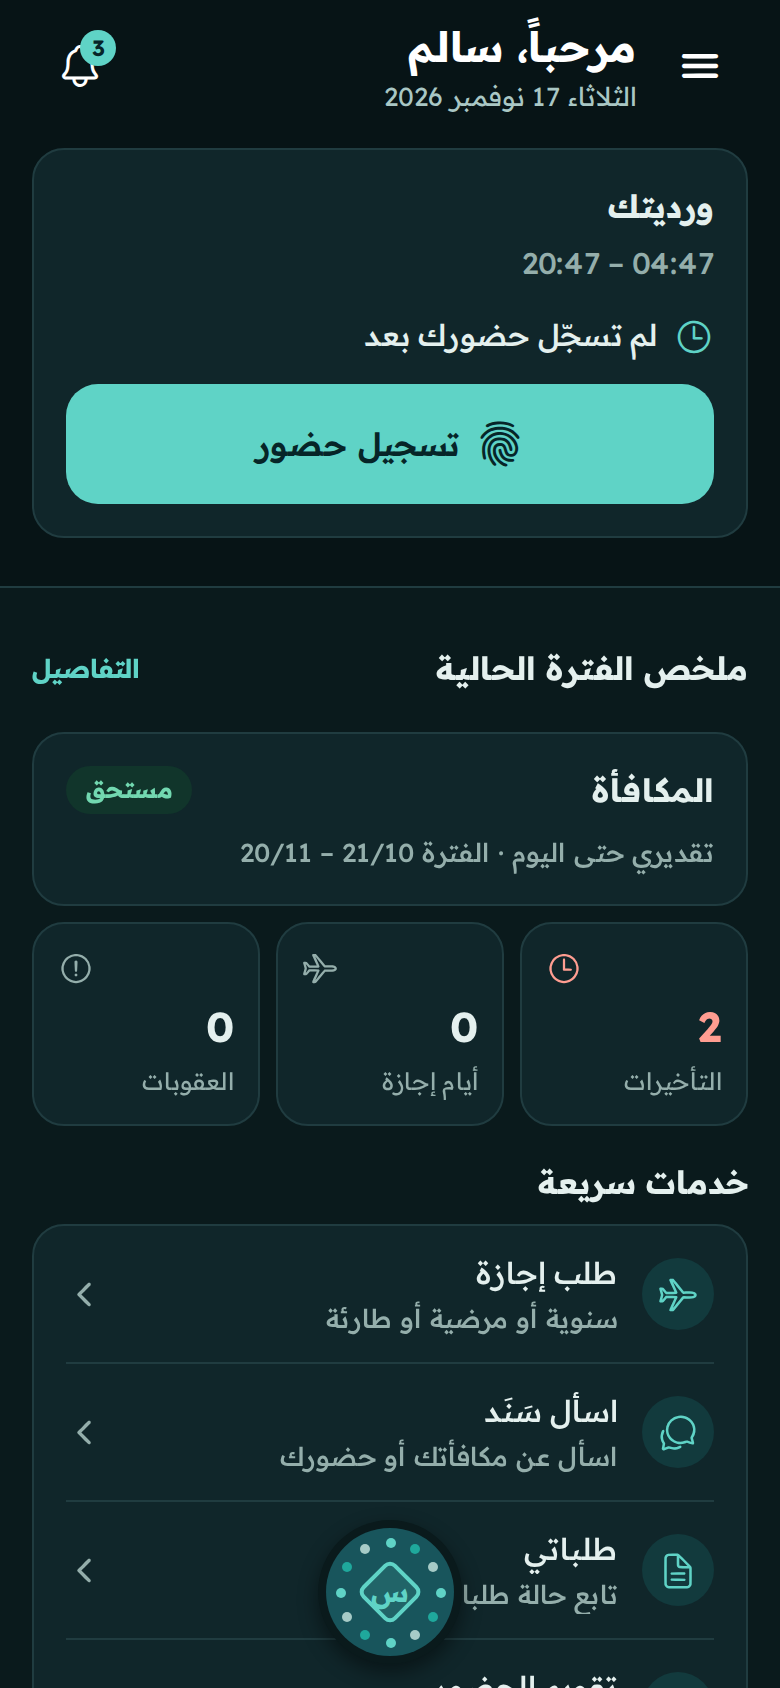 مرحباً، سالم
الثلاثاء 17 نوفمبر 2026
3
ورديتك
20:47 – 04:47
لم تسجّل حضورك بعد
تسجيل حضور
ملخص الفترة الحالية
التفاصيل
المكافأة
مستحق
تقديري حتى اليوم · الفترة 21/10 – 20/11
2
التأخيرات
0
أيام إجازة
0
العقوبات
خدمات سريعة
طلب إجازة
سنوية أو مرضية أو طارئة
اسأل سَنَد
اسأل عن مكافأتك أو حضورك
طلباتي
تابع حالة طلبا
س
تقويم الحضور